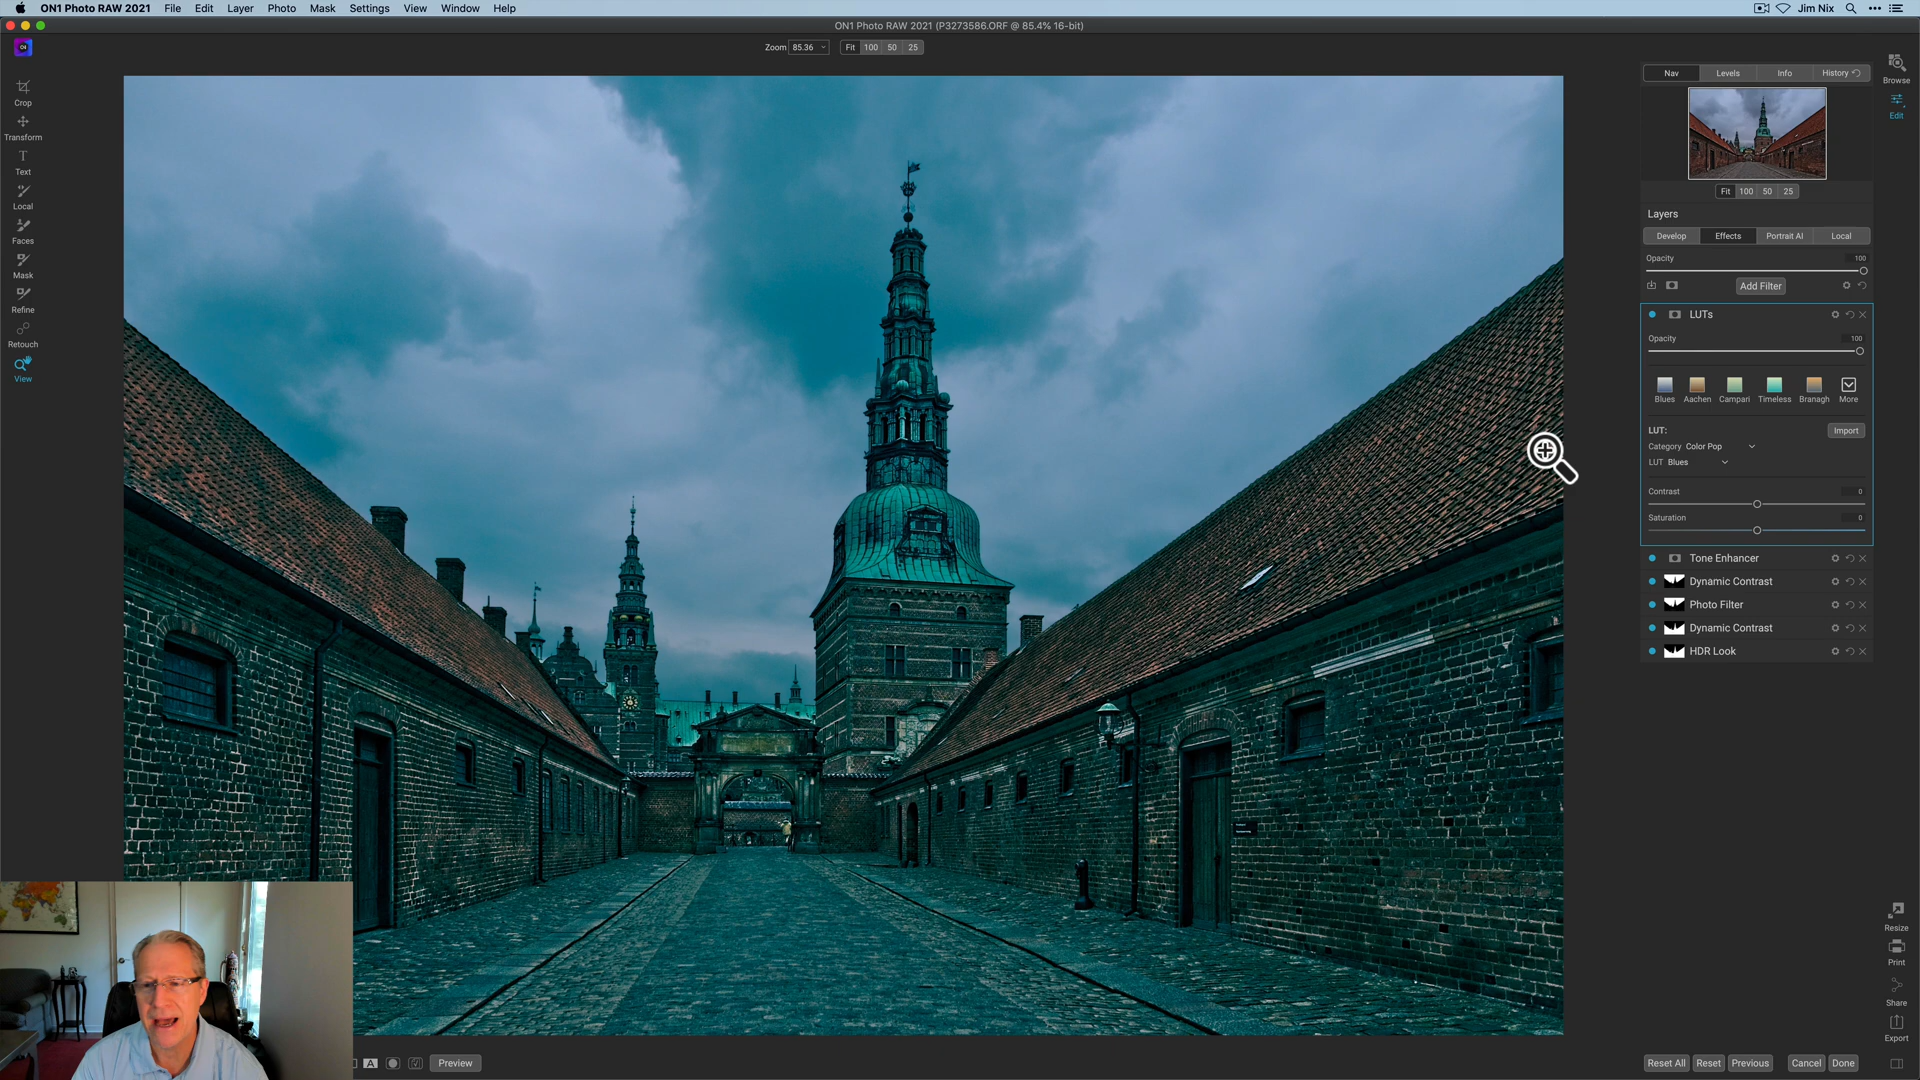 ON1 Photo RAW 2021 File Edit Layer Photo Mask Settings View Window Help Jim Nix
ON1 Photo RAW 2021 (P3273586.ORF @ 85.4% 16-bit)
Zoom 85.36 Fit 100 50 25
Crop
Transform
Text
Local
Faces
Mask
Refine
Retouch
View
Nav Levels Info History
Browse
Edit
Fit 100 50 25
Layers
Develop Effects Portrait AI Local
Opacity 100
Add Filter
LUTs
Opacity 100
Blues Aachen Campari Timeless Branagh More
LUT: Import
Category Color Pop
LUT Blues
Contrast 0
Saturation 0
Tone Enhancer
Dynamic Contrast
Photo Filter
Dynamic Contrast
HDR Look
Resize
Print
Share
Export
A Preview
Reset All Reset Previous Cancel Done